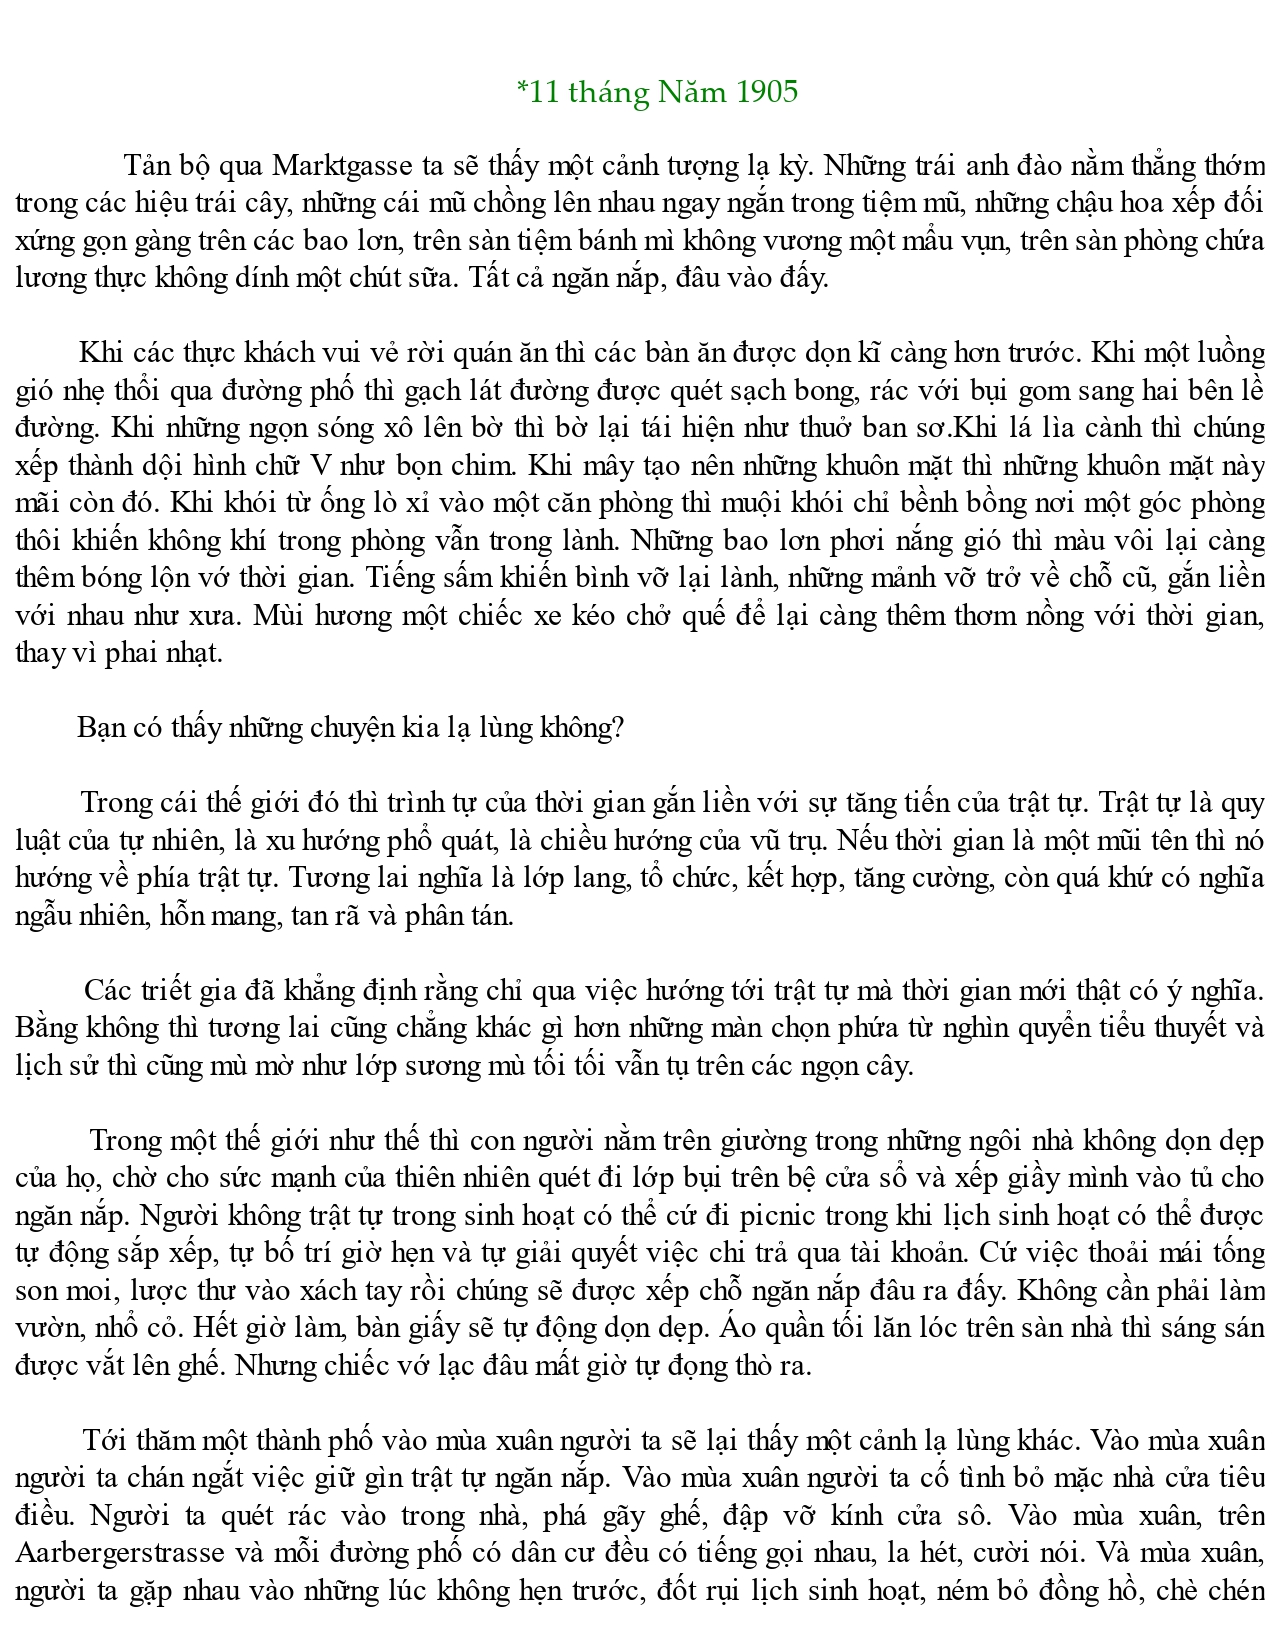 *11 tháng Năm 1905
Tản bộ qua Marktgasse ta sẽ thấy một cảnh tượng lạ kỳ. Những trái anh đào nằm thẳng thớm
trong các hiệu trái cây, những cái mũ chồng lên nhau ngay ngắn trong tiệm mũ, những chậu hoa xếp đối
xứng gọn gàng trên các bao lơn, trên sàn tiệm bánh mì không vương một mẩu vụn, trên sàn phòng chứa
lương thực không dính một chút sữa. Tất cả ngăn nắp, đâu vào đấy.
Khi các thực khách vui vẻ rời quán ăn thì các bàn ăn được dọn kĩ càng hơn trước. Khi một luồng
gió nhẹ thổi qua đường phố thì gạch lát đường được quét sạch bong, rác với bụi gom sang hai bên lề
đường. Khi những ngọn sóng xô lên bờ thì bờ lại tái hiện như thuở ban sơ.Khi lá lìa cành thì chúng
xếp thành dội hình chữ V như bọn chim. Khi mây tạo nên những khuôn mặt thì những khuôn mặt này
mãi còn đó. Khi khói từ ống lò xỉ vào một căn phòng thì muội khói chỉ bềnh bồng nơi một góc phòng
thôi khiến không khí trong phòng vẫn trong lành. Những bao lơn phơi nắng gió thì màu vôi lại càng
thêm bóng lộn vớ thời gian. Tiếng sấm khiến bình vỡ lại lành, những mảnh vỡ trở về chỗ cũ, gắn liền
với nhau như xưa. Mùi hương một chiếc xe kéo chở quế để lại càng thêm thơm nồng với thời gian,
thay vì phai nhạt.
Bạn có thấy những chuyện kia lạ lùng không?
Trong cái thế giới đó thì trình tự của thời gian gắn liền với sự tăng tiến của trật tự. Trật tự là quy
luật của tự nhiên, là xu hướng phổ quát, là chiều hướng của vũ trụ. Nếu thời gian là một mũi tên thì nó
hướng về phía trật tự. Tương lai nghĩa là lớp lang, tổ chức, kết hợp, tăng cường, còn quá khứ có nghĩa
ngẫu nhiên, hỗn mang, tan rã và phân tán.
Các triết gia đã khẳng định rằng chỉ qua việc hướng tới trật tự mà thời gian mới thật có ý nghĩa.
Bằng không thì tương lai cũng chẳng khác gì hơn những màn chọn phứa từ nghìn quyển tiểu thuyết và
lịch sử thì cũng mù mờ như lớp sương mù tối tối vẫn tụ trên các ngọn cây.
Trong một thế giới như thế thì con người nằm trên giường trong những ngôi nhà không dọn dẹp
của họ, chờ cho sức mạnh của thiên nhiên quét đi lớp bụi trên bệ cửa sổ và xếp giầy mình vào tủ cho
ngăn nắp. Người không trật tự trong sinh hoạt có thể cứ đi picnic trong khi lịch sinh hoạt có thể được
tự động sắp xếp, tự bố trí giờ hẹn và tự giải quyết việc chi trả qua tài khoản. Cứ việc thoải mái tống
son moi, lược thư vào xách tay rồi chúng sẽ được xếp chỗ ngăn nắp đâu ra đấy. Không cần phải làm
vườn, nhổ cỏ. Hết giờ làm, bàn giấy sẽ tự động dọn dẹp. Áo quần tối lăn lóc trên sàn nhà thì sáng sán
được vắt lên ghế. Nhưng chiếc vớ lạc đâu mất giờ tự đọng thò ra.
Tới thăm một thành phố vào mùa xuân người ta sẽ lại thấy một cảnh lạ lùng khác. Vào mùa xuân
người ta chán ngắt việc giữ gìn trật tự ngăn nắp. Vào mùa xuân người ta cố tình bỏ mặc nhà cửa tiêu
điều. Người ta quét rác vào trong nhà, phá gãy ghế, đập vỡ kính cửa sô. Vào mùa xuân, trên
Aarbergerstrasse và mỗi đường phố có dân cư đều có tiếng gọi nhau, la hét, cười nói. Và mùa xuân,
người ta gặp nhau vào những lúc không hẹn trước, đốt rụi lịch sinh hoạt, ném bỏ đồng hồ, chè chén